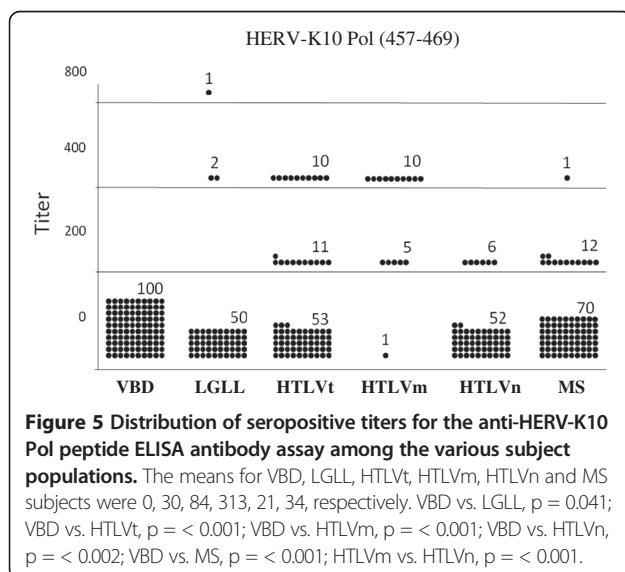 HERV-K10 Pol (457-469)
800
1
400
2 10 10 1
Titer
200
11 5 6 12
0
100 50 53 1 52 70
VBD LGLL HTLVt HTLVm HTLVn MS
Figure 5 Distribution of seropositive titers for the anti-HERV-K10
Pol peptide ELISA antibody assay among the various subject
populations. The means for VBD, LGLL, HTLVt, HTLVm, HTLVn and MS
subjects were 0, 30, 84, 313, 21, 34, respectively. VBD vs. LGLL, p = 0.041;
VBD vs. HTLVt, p = < 0.001; VBD vs. HTLVm, p = < 0.001; VBD vs. HTLVn,
p = < 0.002; VBD vs. MS, p = < 0.001; HTLVm vs. HTLVn, p = < 0.001.